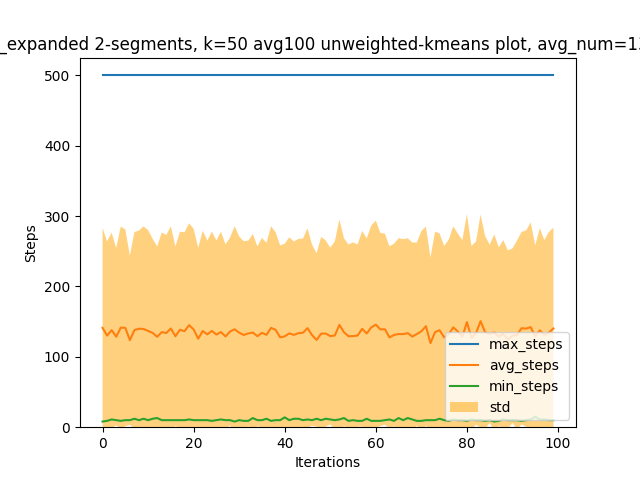 _expanded 2-segments, k=50 avg100 unweighted-kmeans plot, avg_num=1
500
400
300
200
100
0
Steps
max_steps
avg_steps
min_steps
std
0 20 40 60 80 100
Iterations